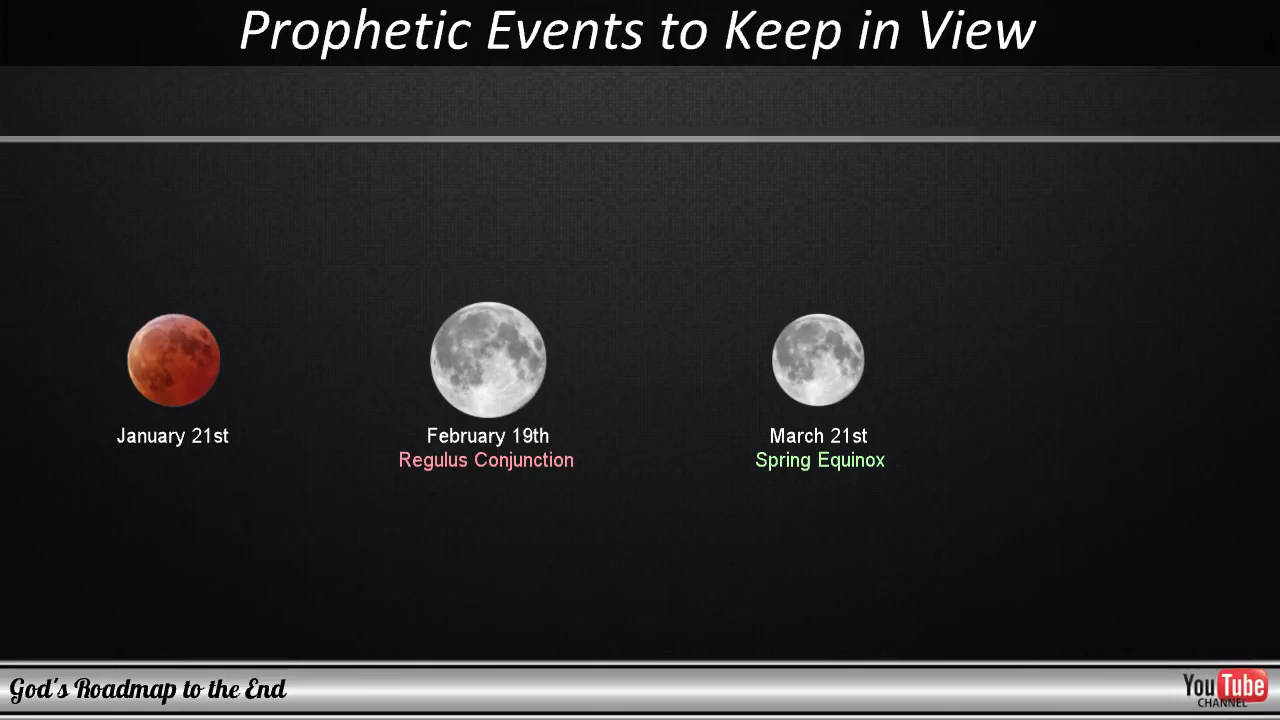 Prophetic Events to Keep in View
January 21st
February 19th
Regulus Conjunction
March 21st
Spring Equinox
God's Roadmap to the End
YouTube
CHANNEL